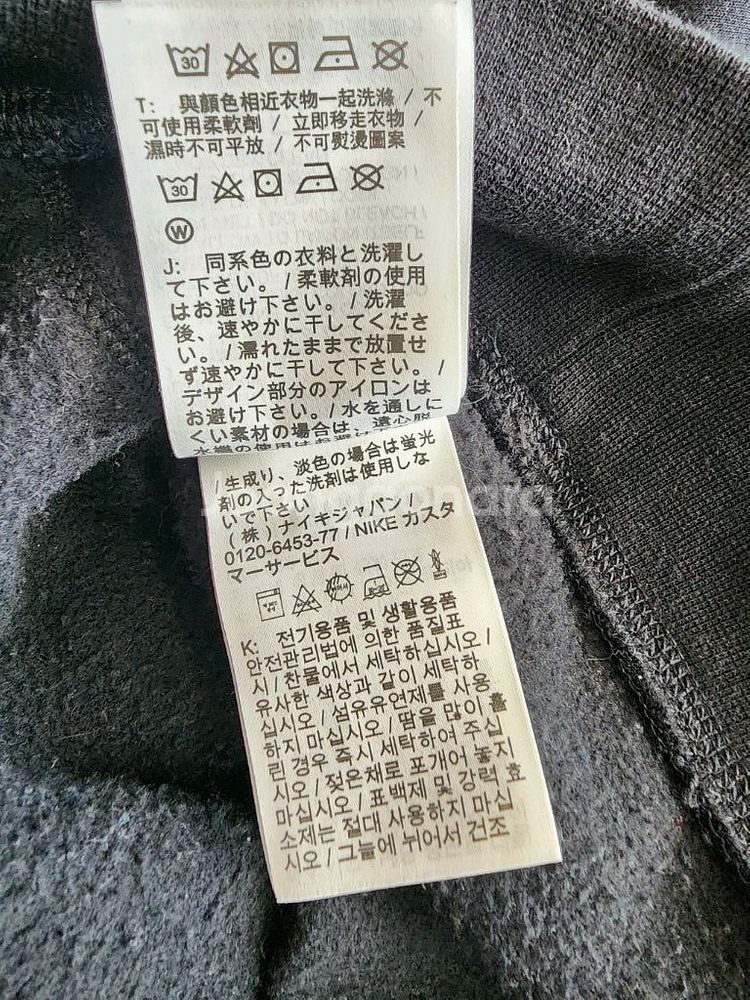 30
T: 與顏色相近衣物一起洗滌 / 不
可使用柔軟劑 / 立即移走衣物 /
濕時不可平放 / 不可熨燙圖案
30
W
J: 同系色の衣料と洗濯し
て下さい。/ 柔軟剤の使用
はお避け下さい。/ 洗濯
後、速やかに干してくださ
い。/ 濡れたままで放置せ
ず速やかに干して下さい。/
デザイン部分のアイロンは
お避け下さい。/ 水を通しに
くい素材の場合は、遠心脱
水機の使用はお避け
/ 生成り、淡色の場合は蛍光
剤の入った洗剤は使用しな
いで下さい
(株) ナイキジャパン /
0120-6453-77 / NIKE カスタ
マーサービス
K: 전기용품 및 생활용품
안전관리법에 의한 품질표
시 / 찬물에서 세탁하십시오 /
유사한 색상과 같이 세탁하
십시오 / 섬유유연제를 사용
하지 마십시오 / 땀을 많이 흘
린 경우 즉시 세탁하여 주십
시오 / 젖은채로 포개어 놓지
마십시오 / 표백제 및 강력 효
소제는 절대 사용하지 마십
시오 / 그늘에 뉘어서 건조